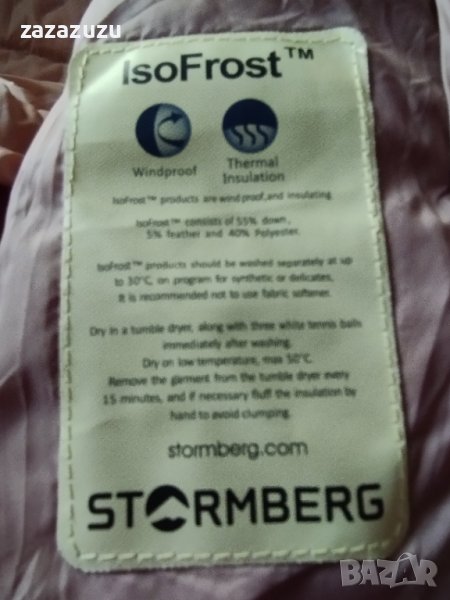 zazazuzu
IsoFrost™
Windproof
Thermal
Insulation
IsoFrost™ products are windproof, and insulating
IsoFrost™ consists of 55% down,
5% feather and 40% Polyester.
IsoFrost™ products should be washed separately at up
to 30°C, on program for synthetic or delicates,
It is recommended not to use fabric softener.
Dry in a tumble dryer, along with three white tennis balls
immediately after washing.
Dry on low temperature, max 50°C.
Remove the garment from the tumble dryer every
15 minutes, and if necessary fluff the insulation by
hand to avoid clumping.
stormberg.com
STORMBERG
BAZAR